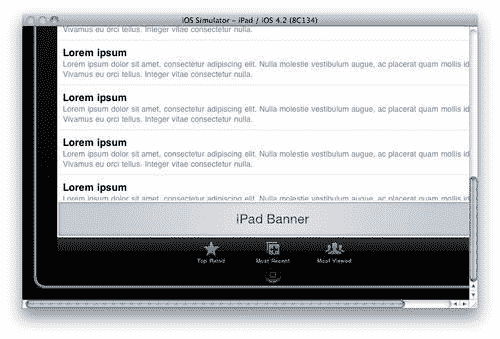 iOS Simulator - iPad / iOS 4.2 (8C134)
Vivamus eu orci tellus. Integer vitae consectetur nulla.
Lorem ipsum
Lorem ipsum dolor sit amet, consectetur adipiscing elit. Nulla molestie vestibulum augue, ac placerat quam mollis id
Vivamus eu orci tellus. Integer vitae consectetur nulla.
Lorem ipsum
Lorem ipsum dolor sit amet, consectetur adipiscing elit. Nulla molestie vestibulum augue, ac placerat quam mollis id
Vivamus eu orci tellus. Integer vitae consectetur nulla.
Lorem ipsum
Lorem ipsum dolor sit amet, consectetur adipiscing elit. Nulla molestie vestibulum augue, ac placerat quam mollis id
Vivamus eu orci tellus. Integer vitae consectetur nulla.
Lorem ipsum
Lorem ipsum dolor sit amet, consectetur adipiscing elit. Nulla molestie vestibulum augue, ac placerat quam mollis id
iPad Banner
Top Rated Most Recent Most Viewed